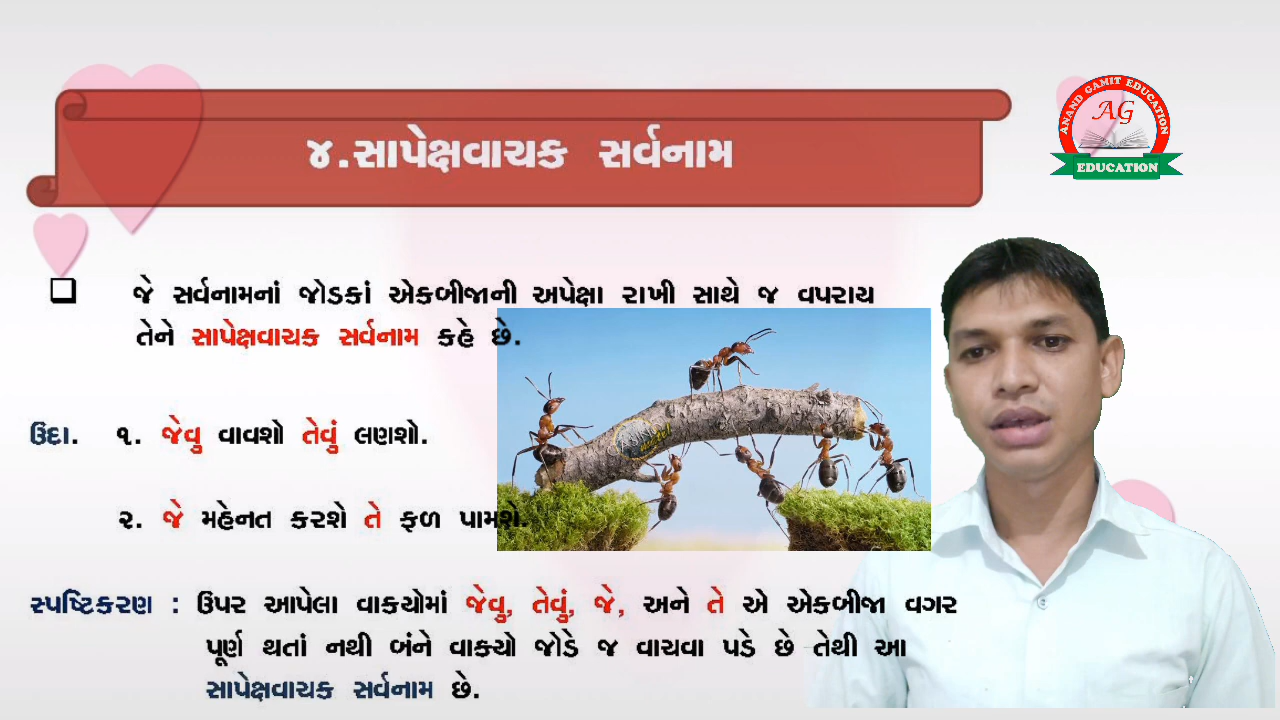 ૪.સાપેક્ષવાચક સર્વનામ
ANAND GAMIT EDUCATION
AG
EDUCATION
જે સર્વનામનાં જોડકાં એકબીજાની અપેક્ષા રાખી સાથે જ વપરાય
તેને સાપેક્ષવાચક સર્વનામ કહે છે.
ઉદા. ૧. જેવુ વાવશો તેવું લણશો.
૨. જે મહેનત કરશે તે ફળ પામશે.
સ્પષ્ટિકરણ : ઉપર આપેલા વાકયોમાં જેવુ, તેવું, જે, અને તે એ એકબીજા વગર
પૂર્ણ થતાં નથી બંને વાક્યો જોડે જ વાચવા પડે છે તેથી આ
સાપેક્ષવાચક સર્વનામ છે.